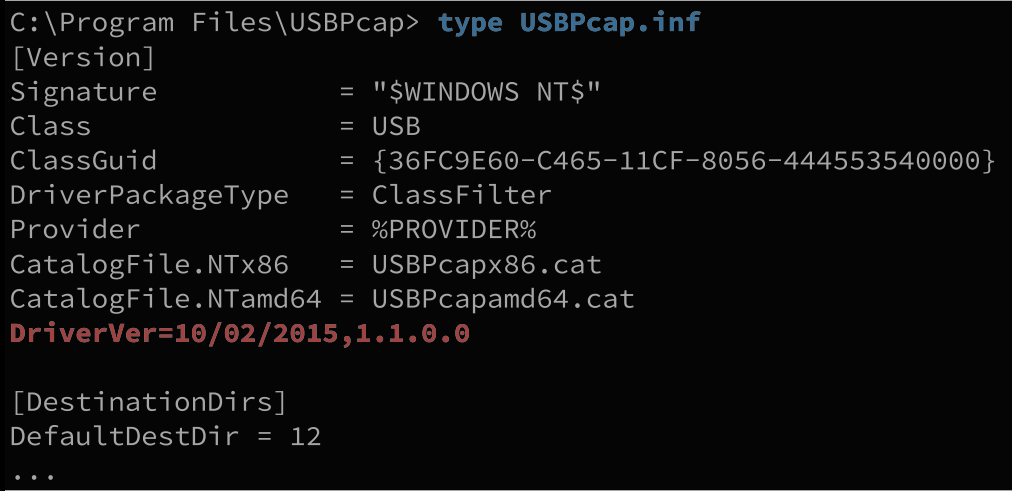 C:\Program Files\USBPcap> type USBPcap.inf
[Version]
Signature = "$WINDOWS NT$"
Class = USB
ClassGuid = {36FC9E60-C465-11CF-8056-444553540000}
DriverPackageType = ClassFilter
Provider = %PROVIDER%
CatalogFile.NTx86 = USBPcapx86.cat
CatalogFile.NTamd64 = USBPcapamd64.cat
DriverVer=10/02/2015,1.1.0.0
[DestinationDirs]
DefaultDestDir = 12
...